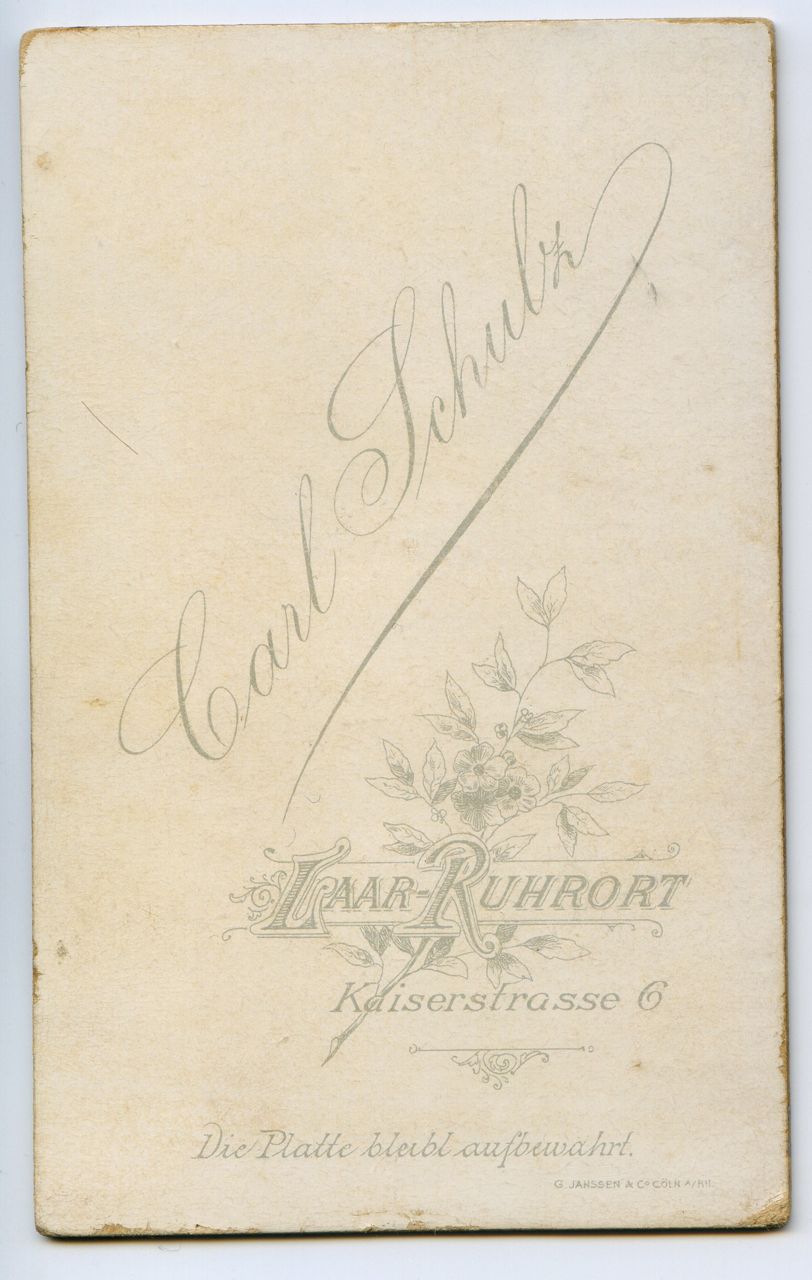 Carl Schulz
LAAR-RUHRORT
Kaiserstrasse 6
Die Platte bleibt aufbewahrt.
G. JANSSEN & Co CÖLN A/RH.